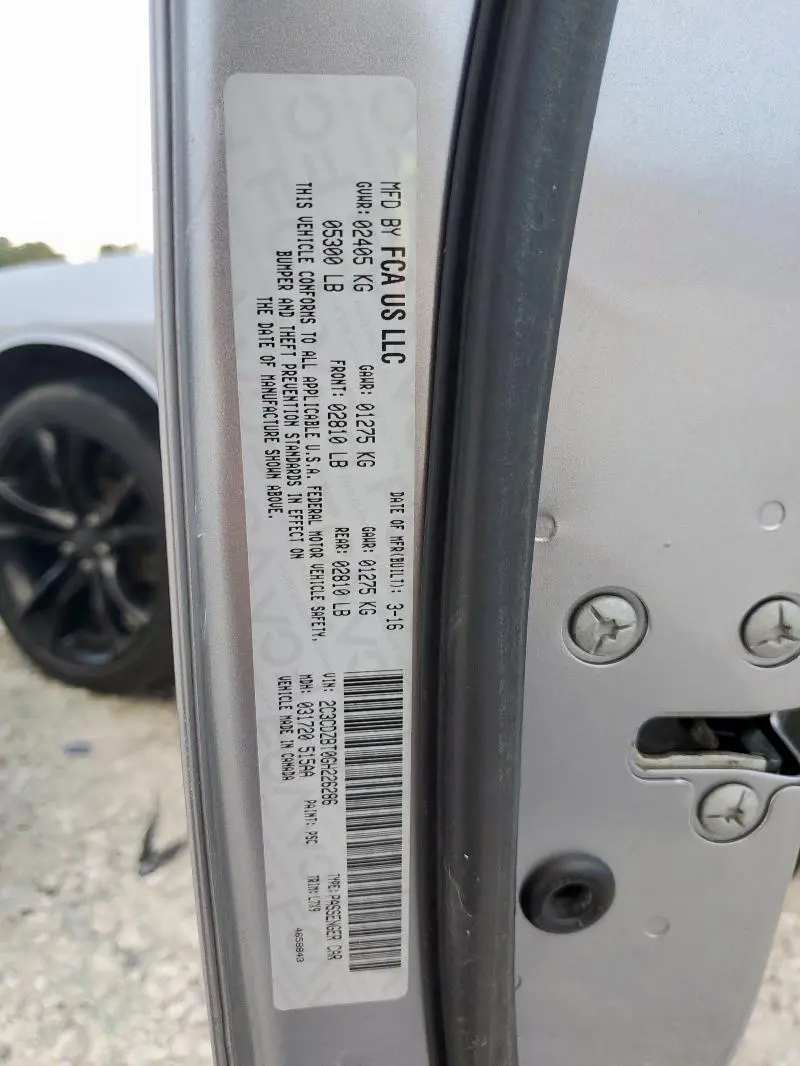 MFD BY FCA US LLC
DATE OF MFR(BUILT): 3-16
GVWR: 02405 KG GAWR: 01275 KG GAWR: 01275 KG
05300 LB FRONT: 02810 LB REAR: 02810 LB
THIS VEHICLE CONFORMS TO ALL APPLICABLE U.S.A. FEDERAL MOTOR VEHICLE SAFETY,
BUMPER AND THEFT PREVENTION STANDARDS IN EFFECT ON
THE DATE OF MANUFACTURE SHOWN ABOVE.
VIN: 2C3CDZBT0GH226286 TYPE: PASSENGER CAR
MDH: 031720 515AA PAINT: PSC TRIM: L7X9
VEHICLE MADE IN CANADA 4658843